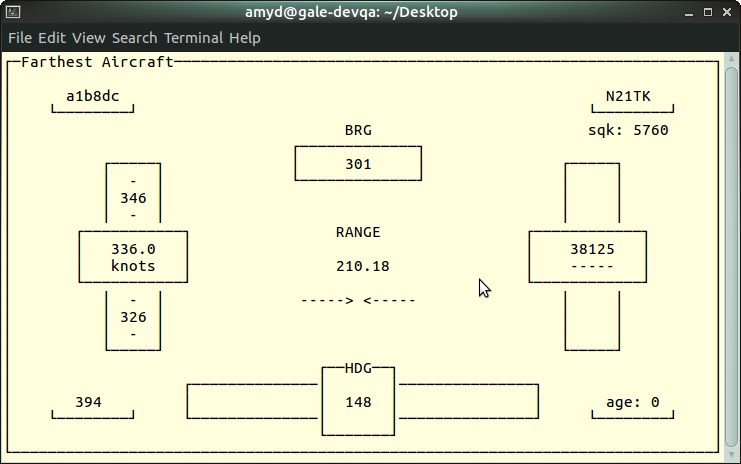 amyd@gale-devqa: ~/Desktop
File Edit View Search Terminal Help
Farthest Aircraft
a1b8dc
N21TK
BRG
sqk: 5760
301
-
346
-
RANGE
336.0
knots
210.18
38125
-----
-----> <-----
-
326
-
HDG
394
148
age: 0